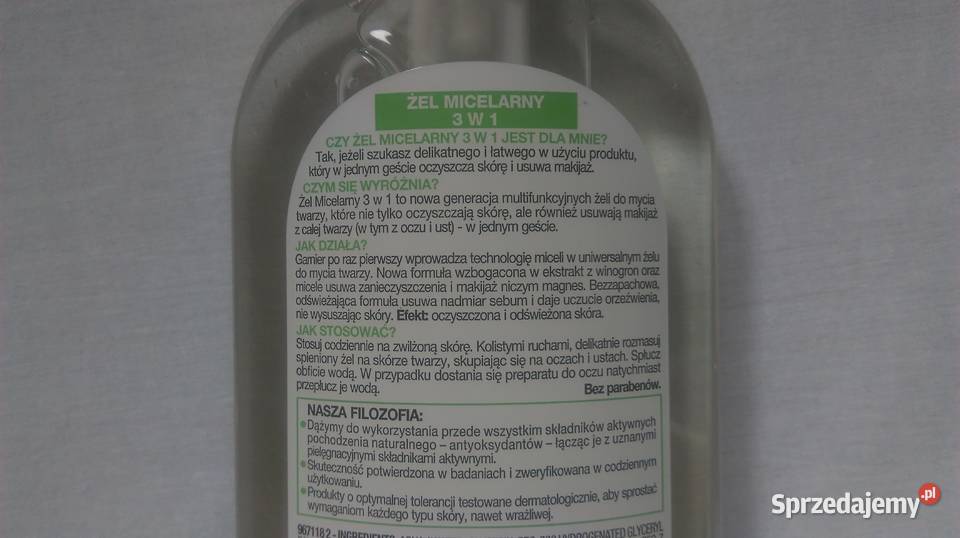 ŻEL MICELARNY
3 W 1
CZY ŻEL MICELARNY 3 W 1 JEST DLA MNIE?
Tak, jeżeli szukasz delikatnego i łatwego w użyciu produktu,
który w jednym geście oczyszcza skórę i usuwa makijaż.
CZYM SIĘ WYRÓŻNIA?
Żel Micelarny 3 w 1 to nowa generacja multifunkcyjnych żeli do mycia
twarzy, które nie tylko oczyszczają skórę, ale również usuwają makijaż
z całej twarzy (w tym z oczu i ust) - w jednym geście.
JAK DZIAŁA?
Garnier po raz pierwszy wprowadza technologię miceli w uniwersalnym żelu
do mycia twarzy. Nowa formuła wzbogacona w ekstrakt z winogron oraz
micele usuwa zanieczyszczenia i makijaż niczym magnes. Bezzapachowa,
odświeżająca formuła usuwa nadmiar sebum i daje uczucie orzeźwienia,
nie wysuszając skóry. Efekt: oczyszczona i odświeżona skóra.
JAK STOSOWAĆ?
Stosuj codziennie na zwilżoną skórę. Kolistymi ruchami, delikatnie rozmasuj
spieniony żel na skórze twarzy, skupiając się na oczach i ustach. Spłucz
obficie wodą. W przypadku dostania się preparatu do oczu natychmiast
przepłucz je wodą. Bez parabenów.
NASZA FILOZOFIA:
• Dążymy do wykorzystania przede wszystkim składników aktywnych
pochodzenia naturalnego – antyoksydantów – łącząc je z uznanymi
pielęgnacyjnymi składnikami aktywnymi.
• Skuteczność potwierdzona w badaniach i zweryfikowana w codziennym
użytkowaniu.
• Produkty o optymalnej tolerancji testowane dermatologicznie, aby sprostać
wymaganiom każdego typu skóry, nawet wrażliwej.
967118 2 - INGREDIENTS: HYDROGENATED GLYCERYL
Sprzedajemy.pl